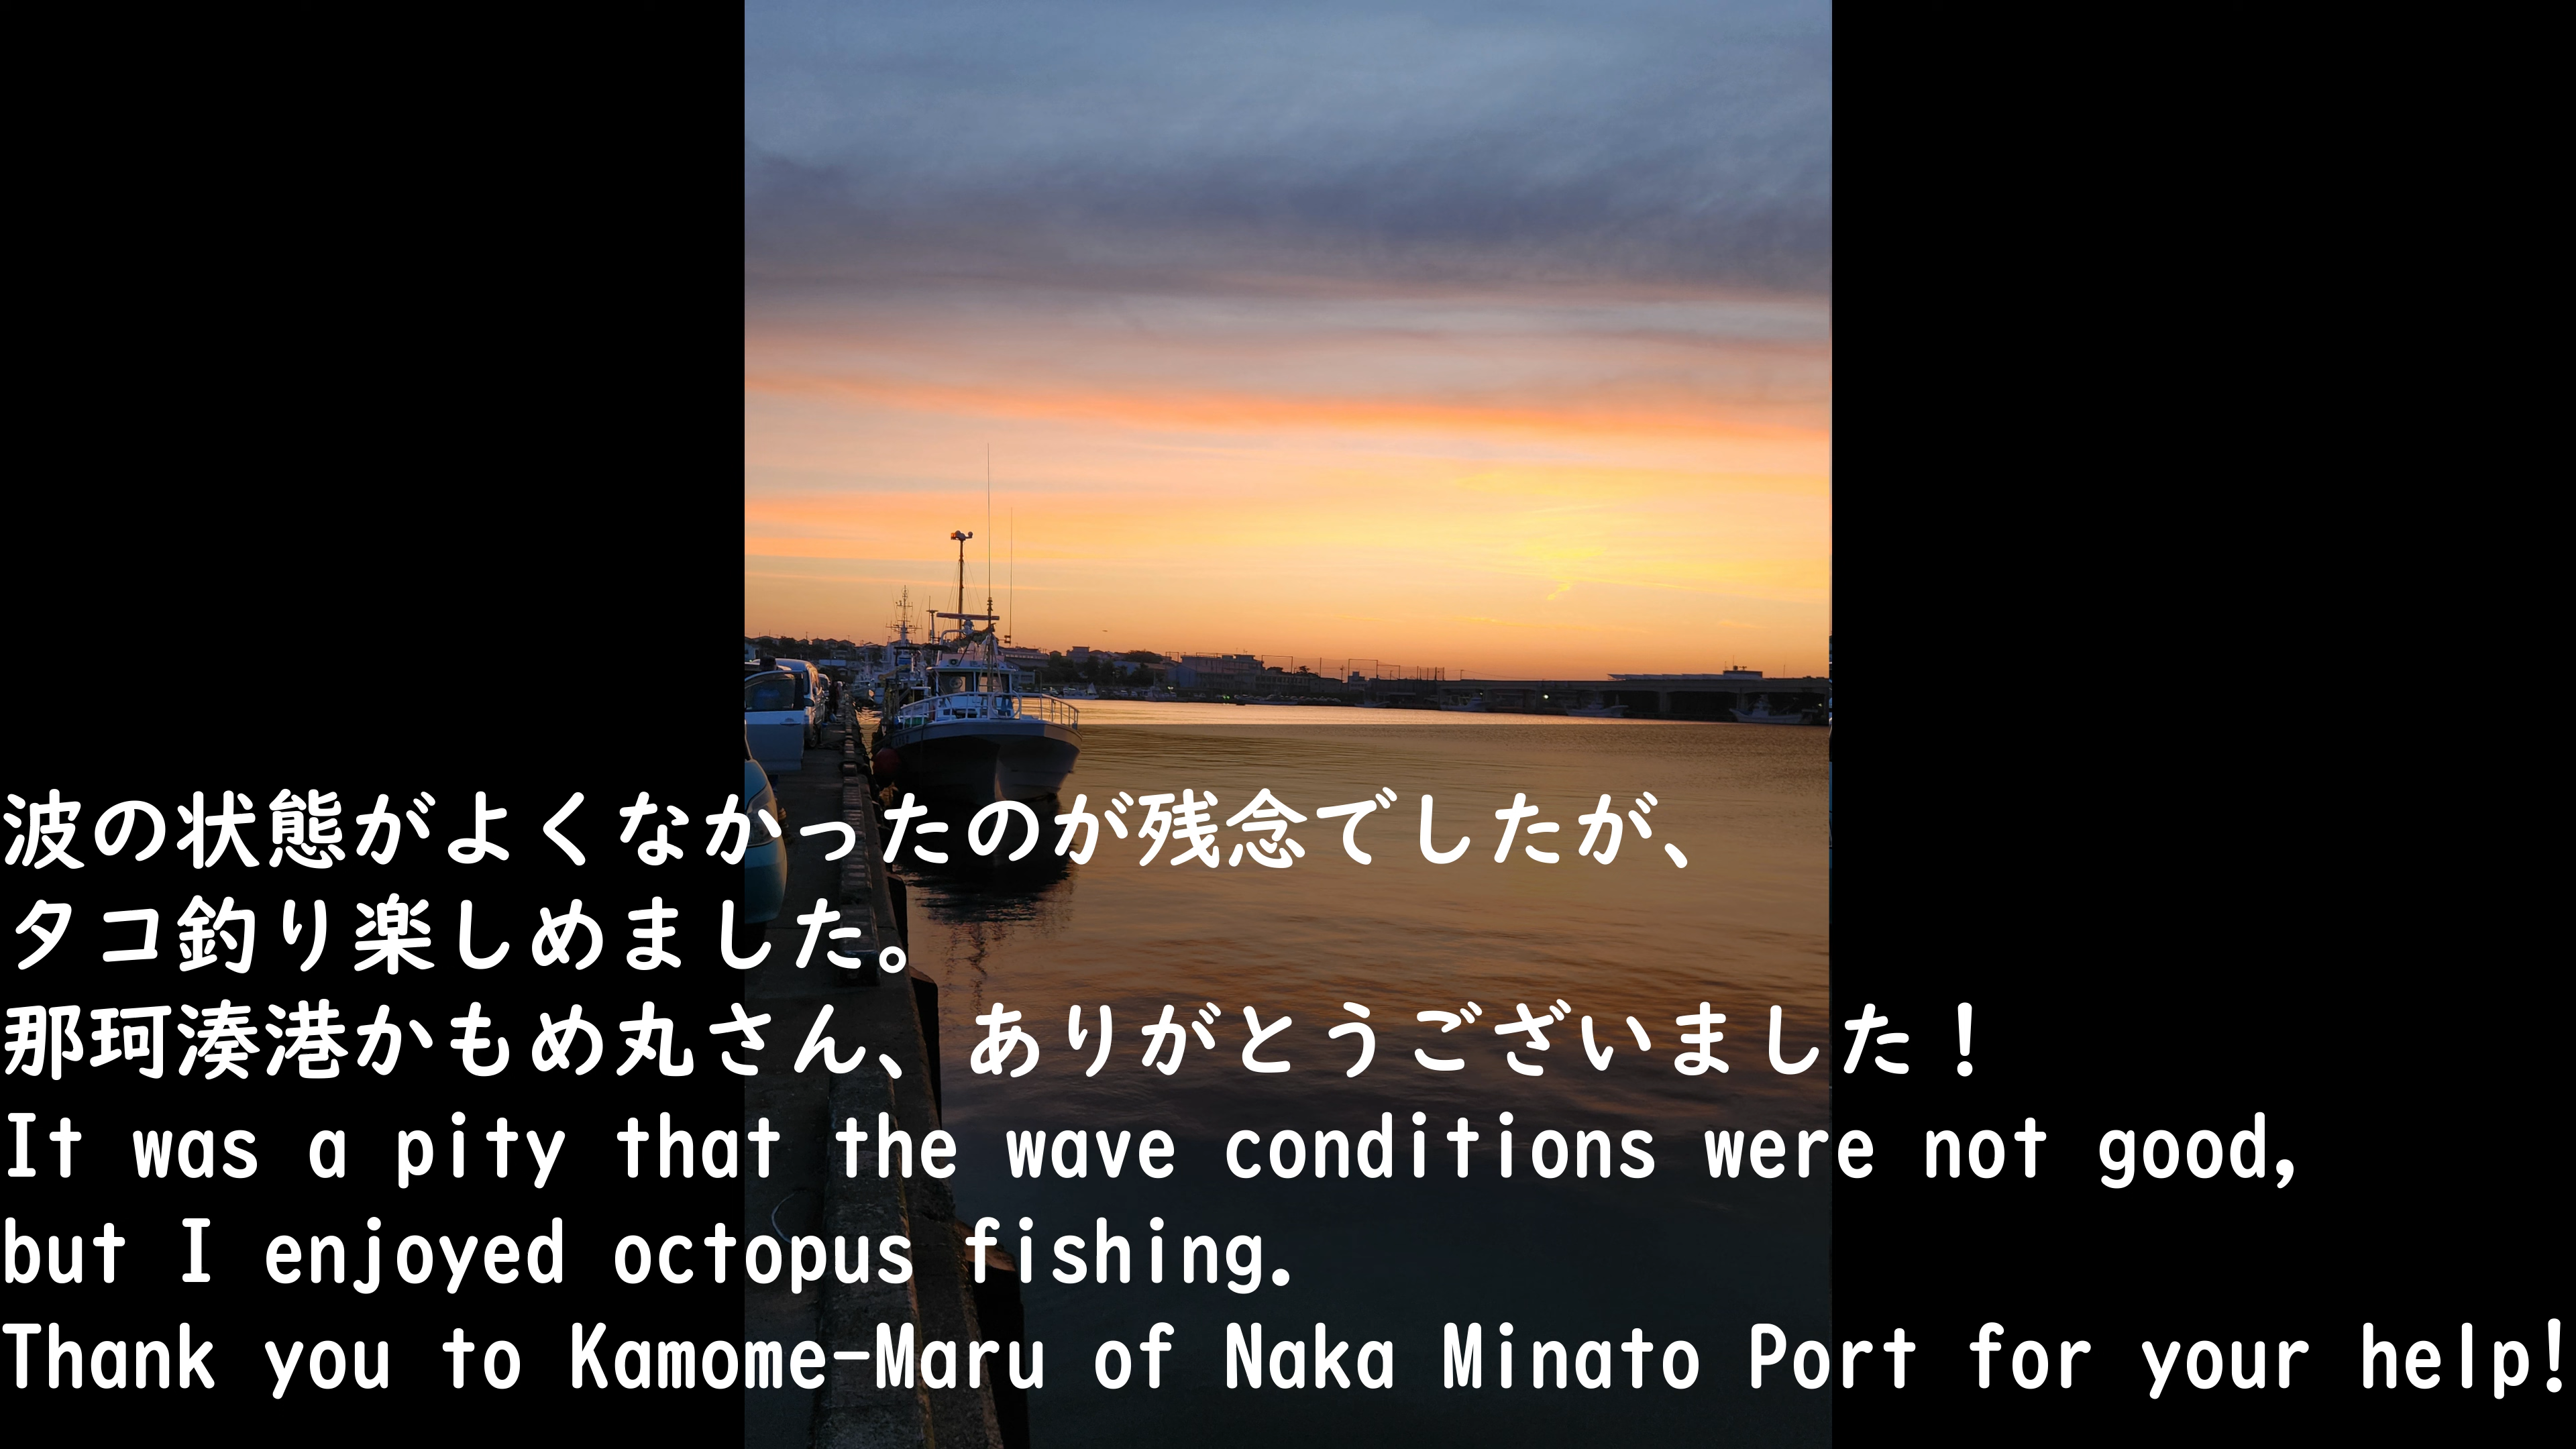 波の状態がよくなかったのが残念でしたが、
タコ釣り楽しめました。
那珂湊港かもめ丸さん、ありがとうございました！
It was a pity that the wave conditions were not good,
but I enjoyed octopus fishing.
Thank you to Kamome-Maru of Naka Minato Port for your help!